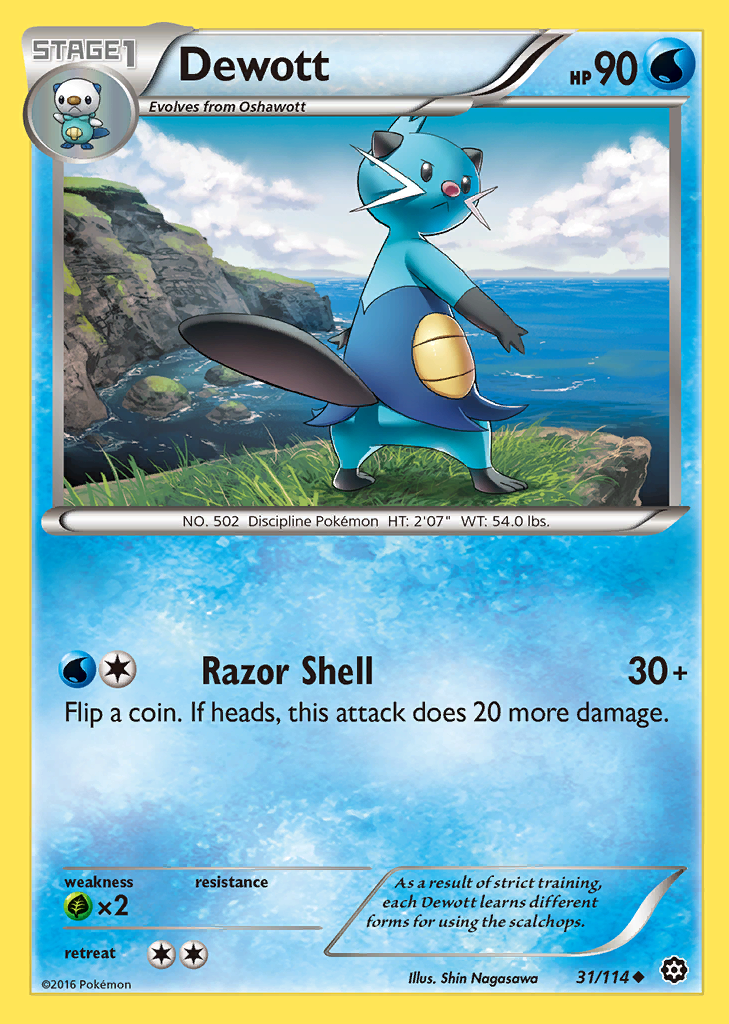 STAGE1
Dewott
HP 90
Evolves from Oshawott
NO. 502 Discipline Pokémon HT: 2'07" WT: 54.0 lbs.
Razor Shell 30+
Flip a coin. If heads, this attack does 20 more damage.
weakness resistance
×2
As a result of strict training,
each Dewott learns different
forms for using the scalchops.
retreat
©2016 Pokémon
Illus. Shin Nagasawa 31/114